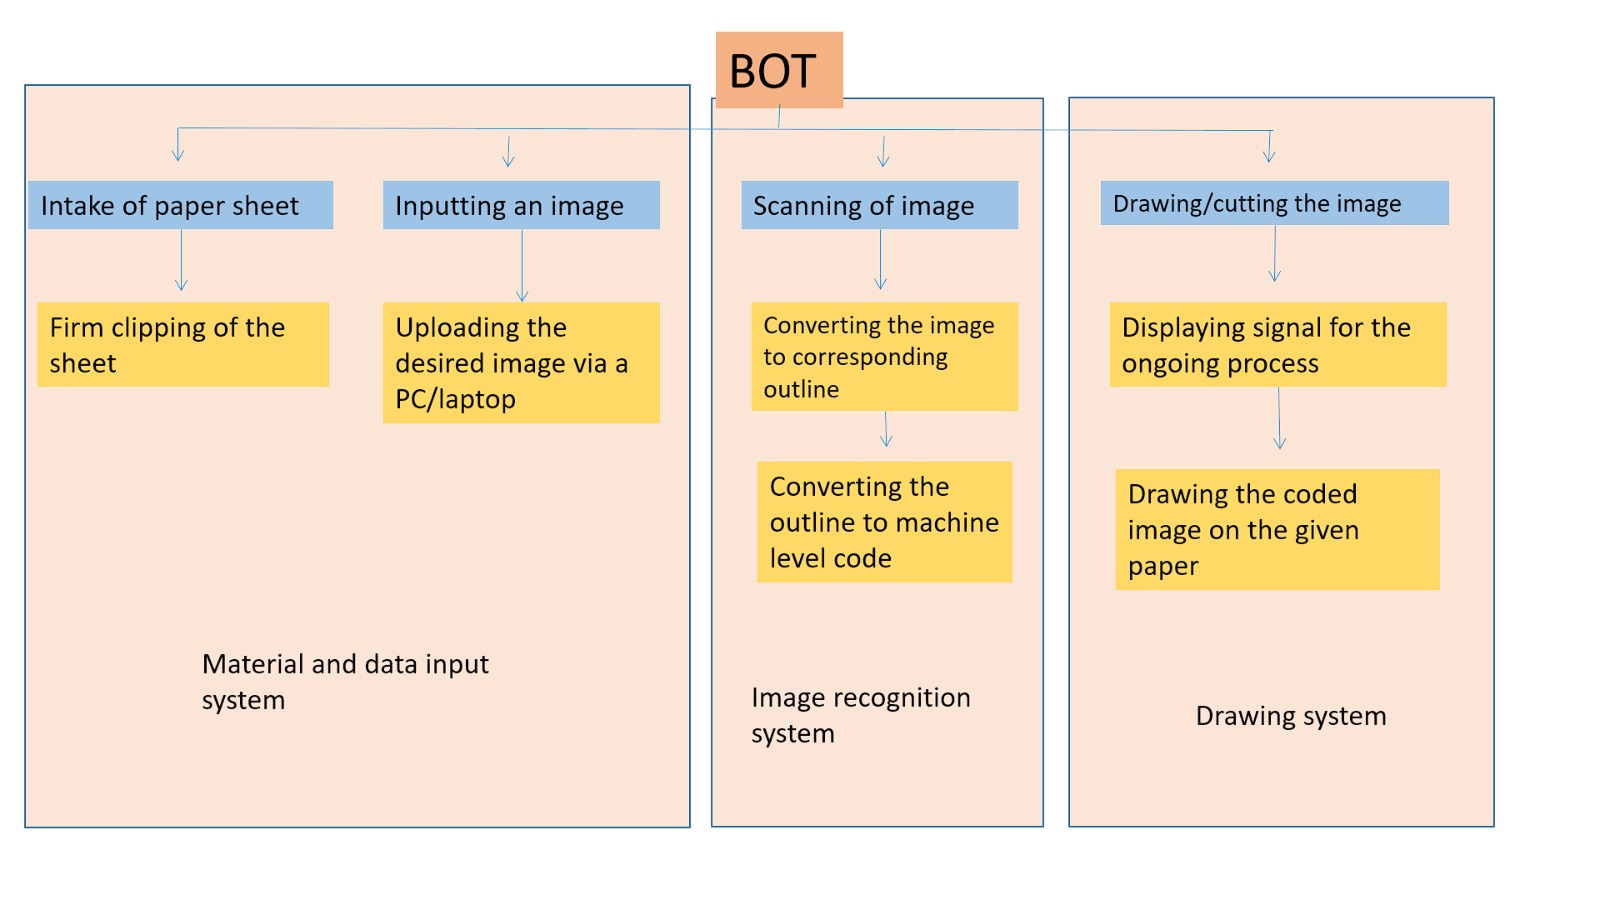 BOT
Intake of paper sheet
Firm clipping of the
sheet
Inputting an image
Uploading the
desired image via a
PC/laptop
Material and data input
system
Scanning of image
Converting the image
to corresponding
outline
Converting the
outline to machine
level code
Image recognition
system
Drawing/cutting the image
Displaying signal for the
ongoing process
Drawing the coded
image on the given
paper
Drawing system